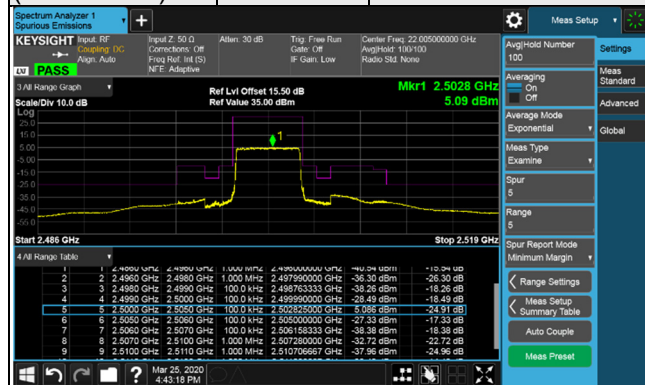 Spectrum Analyzer 1
Spurious Emissions
+
Meas Setup
KEYSIGHT
Input: RF
Coupling: DC
Align: Auto
Input Z: 50 Ω
Corrections: Off
Freq Ref: Int (S)
NFE: Adaptive
Atten: 30 dB
Trig: Free Run
Gate: Off
IF Gain: Low
Center Freq: 22.005000000 GHz
Avg|Hold: 100/100
Radio Std: None
LXI PASS
3 All Range Graph
Scale/Div 10.0 dB
Ref Lvl Offset 15.50 dB
Ref Value 35.00 dBm
Mkr1 2.5028 GHz
5.09 dBm
Log
25.0
15.0
5.00
-5.00
-15.0
-25.0
-35.0
-45.0
-55.0
1
Start 2.486 GHz
Stop 2.519 GHz
4 All Range Table
1 1 2.4860 GHz 2.4960 GHz 1.000 MHz 2.496000000 GHz -40.54 dBm -15.54 dB
2 2 2.4960 GHz 2.4980 GHz 1.000 MHz 2.497990000 GHz -36.30 dBm -26.30 dB
3 3 2.4980 GHz 2.4990 GHz 100.0 kHz 2.498763333 GHz -38.26 dBm -18.26 dB
4 4 2.4990 GHz 2.5000 GHz 100.0 kHz 2.499990000 GHz -28.49 dBm -18.49 dB
5 5 2.5000 GHz 2.5050 GHz 100.0 kHz 2.502825000 GHz 5.086 dBm -24.91 dB
6 6 2.5050 GHz 2.5060 GHz 100.0 kHz 2.505000000 GHz -27.33 dBm -17.33 dB
7 7 2.5060 GHz 2.5070 GHz 100.0 kHz 2.506158333 GHz -38.38 dBm -18.38 dB
8 8 2.5070 GHz 2.5100 GHz 1.000 MHz 2.507280000 GHz -32.72 dBm -22.72 dB
9 9 2.5100 GHz 2.5110 GHz 1.000 MHz 2.510706667 GHz -37.96 dBm -24.96 dB
Avg|Hold Number
100
Averaging
On
Off
Average Mode
Exponential
Meas Type
Examine
Spur
5
Range
5
Spur Report Mode
Minimum Margin
Range Settings
Meas Setup
Summary Table
Auto Couple
Meas Preset
Settings
Meas
Standard
Advanced
Global
?
Mar 25, 2020
4:43:18 PM